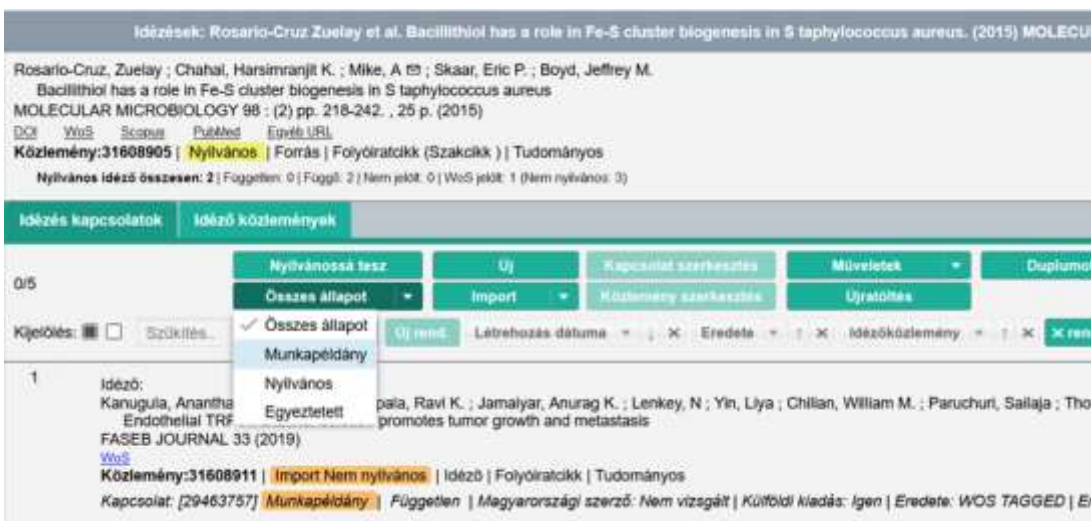 Idézések: Rosario-Cruz Zuelay et al. Bacillithiol has a role in Fe-S cluster biogenesis in S taphylococcus aureus. (2015) MOLECU
Rosario-Cruz, Zuelay ; Chahal, Harsimranjit K. ; Mike, A ; Skaar, Eric P. ; Boyd, Jeffrey M.
Bacillithiol has a role in Fe-S cluster biogenesis in S taphylococcus aureus
MOLECULAR MICROBIOLOGY 98 : (2) pp. 218-242. , 25 p. (2015)
DOI WoS Scopus PubMed Egyéb URL
Közlemény:31608905 | Nyilvános | Forrás | Folyóiratcikk (Szakcikk ) | Tudományos
Nyilvános idéző összesen: 2 | Független: 0 | Függő: 2 | Nem jelölt: 0 | WoS jelölt: 1 (Nem nyilvános: 3)
Idézés kapcsolatok Idéző közlemények
0/5
Nyilvánossá tesz Új Kapcsolat szerkesztés Műveletek Duplumo
Összes állapot Import Közlemény szerkesztés Újratöltés
Kijelölés: Szűkítés.. Új rend. Létrehozás dátuma ↓ × Eredete ↑ × Idézőközlemény ↑ × × ren
Összes állapot
Munkapéldány
Nyilvános
Egyeztetett
1
Idéző:
Kanugula, Anantha pala, Ravi K. ; Jamaiyar, Anurag K. ; Lenkey, N ; Yin, Liya ; Chilian, William M. ; Paruchuri, Sailaja ; Tho
Endothelial TRP promotes tumor growth and metastasis
FASEB JOURNAL 33 (2019)
WoS
Közlemény:31608911 | Import Nem nyilvános | Idéző | Folyóiratcikk | Tudományos
Kapcsolat: [29463757] Munkapéldány | Független | Magyarországi szerző: Nem vizsgált | Külföldi kiadás: Igen | Eredete: WOS TAGGED |